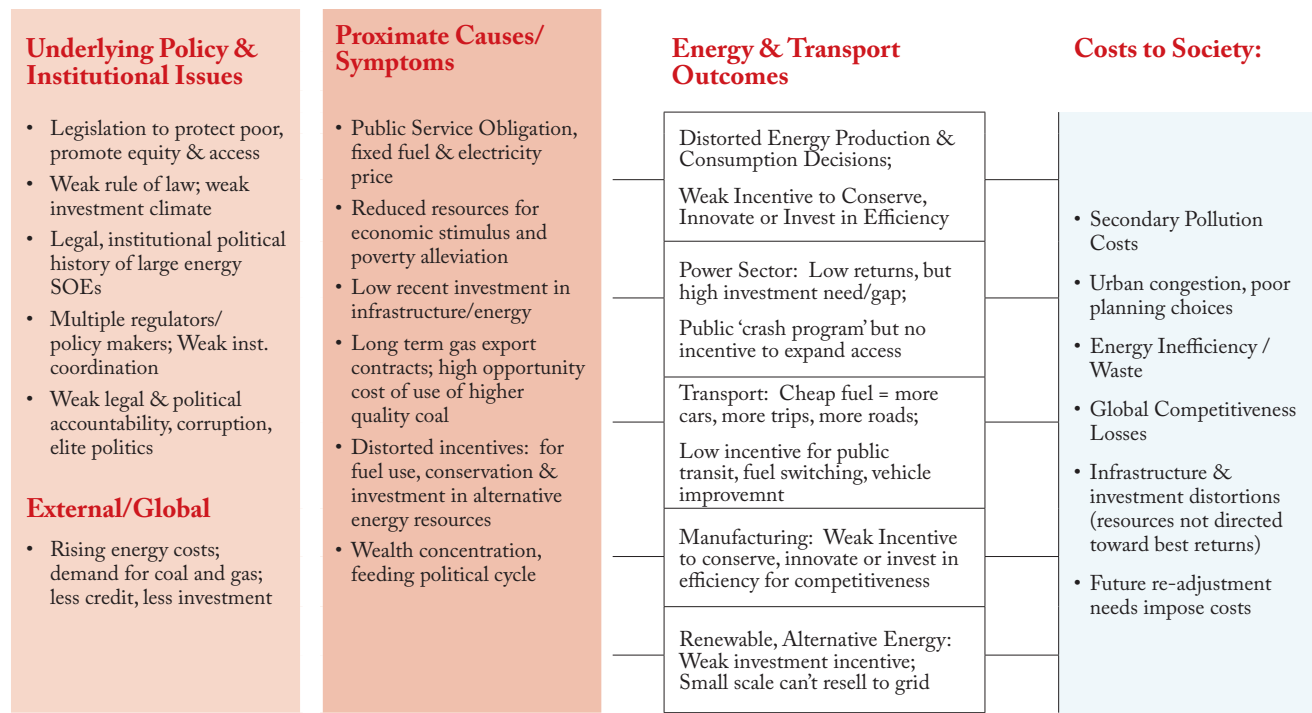 Underlying Policy &
Institutional Issues
• Legislation to protect poor,
promote equity & access
• Weak rule of law; weak
investment climate
• Legal, institutional political
history of large energy
SOEs
• Multiple regulators/
policy makers; Weak inst.
coordination
• Weak legal & political
accountability, corruption,
elite politics
External/Global
• Rising energy costs;
demand for coal and gas;
less credit, less investment
Proximate Causes/
Symptoms
• Public Service Obligation,
fixed fuel & electricity
price
• Reduced resources for
economic stimulus and
poverty alleviation
• Low recent investment in
infrastructure/energy
• Long term gas export
contracts; high opportunity
cost of use of higher
quality coal
• Distorted incentives: for
fuel use, conservation &
investment in alternative
energy resources
• Wealth concentration,
feeding political cycle
Energy & Transport
Outcomes
Distorted Energy Production &
Consumption Decisions;
Weak Incentive to Conserve,
Innovate or Invest in Efficiency
Power Sector: Low returns, but
high investment need/gap;
Public ‘crash program’ but no
incentive to expand access
Transport: Cheap fuel = more
cars, more trips, more roads;
Low incentive for public
transit, fuel switching, vehicle
improvemnt
Manufacturing: Weak Incentive
to conserve, innovate or invest in
efficiency for competitiveness
Renewable, Alternative Energy:
Weak investment incentive;
Small scale can’t resell to grid
Costs to Society:
• Secondary Pollution
Costs
• Urban congestion, poor
planning choices
• Energy Inefficiency /
Waste
• Global Competitiveness
Losses
• Infrastructure &
investment distortions
(resources not directed
toward best returns)
• Future re-adjustment
needs impose costs